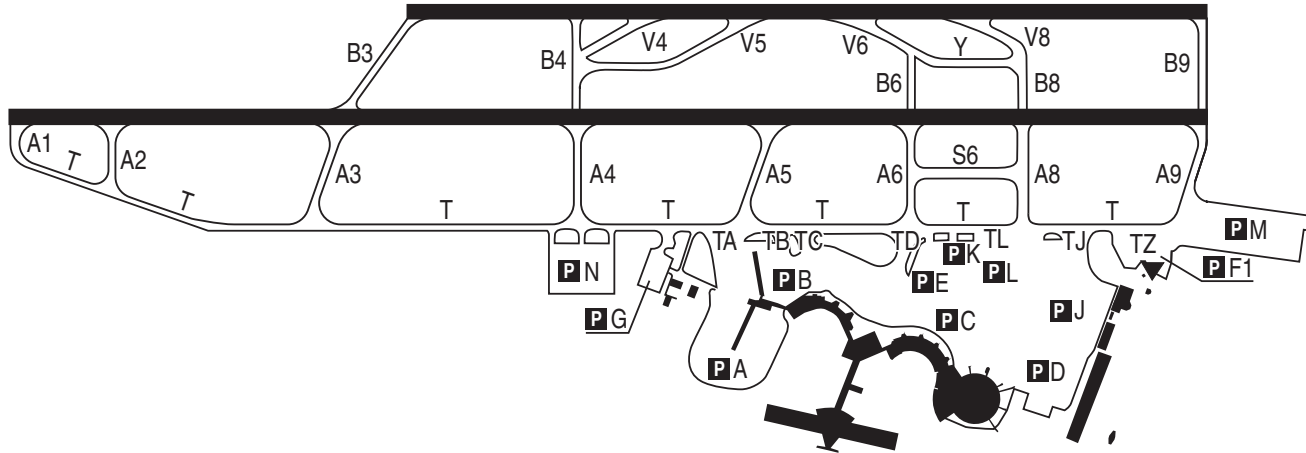 B3
B4
V4
V5
V6
Y
V8
B6
B8
B9
A1
T
A2
T
A3
T
A4
T
A5
T
A6
S6
T
A8
T
A9
TA
TB
TC
TD
TL
TJ
TZ
P M
P N
P K
P F1
P B
P E
P L
P G
P C
P J
P A
P D